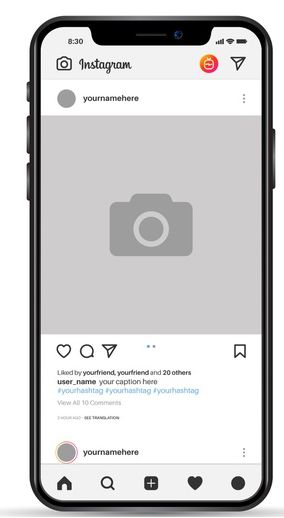 8:30
Instagram
yournamehere
Liked by yourfriend, yourfriend and 20 others
user_name your caption here
#yourhashtag #yourhashtag #yourhashtag
View All 10 Comments
2 HOUR AGO · SEE TRANSLATION
yournamehere